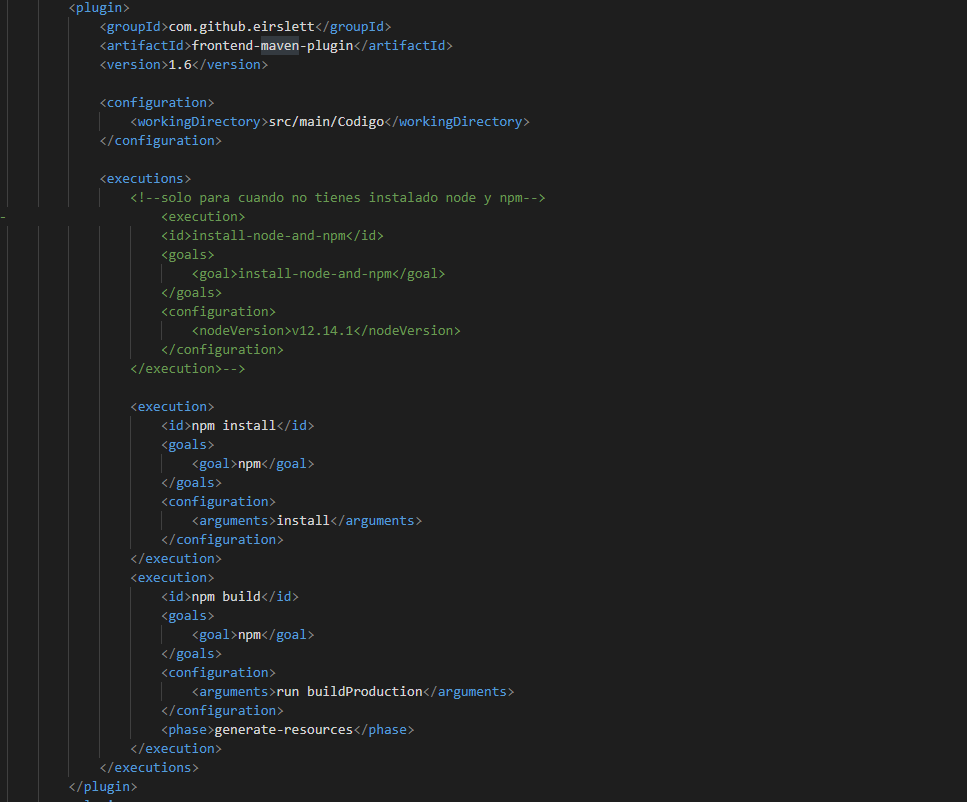 <plugin>
<groupId>com.github.eirslett</groupId>
<artifactId>frontend-maven-plugin</artifactId>
<version>1.6</version>
<configuration>
<workingDirectory>src/main/Codigo</workingDirectory>
</configuration>
<executions>
<!--solo para cuando no tienes instalado node y npm-->
<execution>
<id>install-node-and-npm</id>
<goals>
<goal>install-node-and-npm</goal>
</goals>
<configuration>
<nodeVersion>v12.14.1</nodeVersion>
</configuration>
</execution>-->
<execution>
<id>npm install</id>
<goals>
<goal>npm</goal>
</goals>
<configuration>
<arguments>install</arguments>
</configuration>
</execution>
<execution>
<id>npm build</id>
<goals>
<goal>npm</goal>
</goals>
<configuration>
<arguments>run buildProduction</arguments>
</configuration>
<phase>generate-resources</phase>
</execution>
</executions>
</plugin>